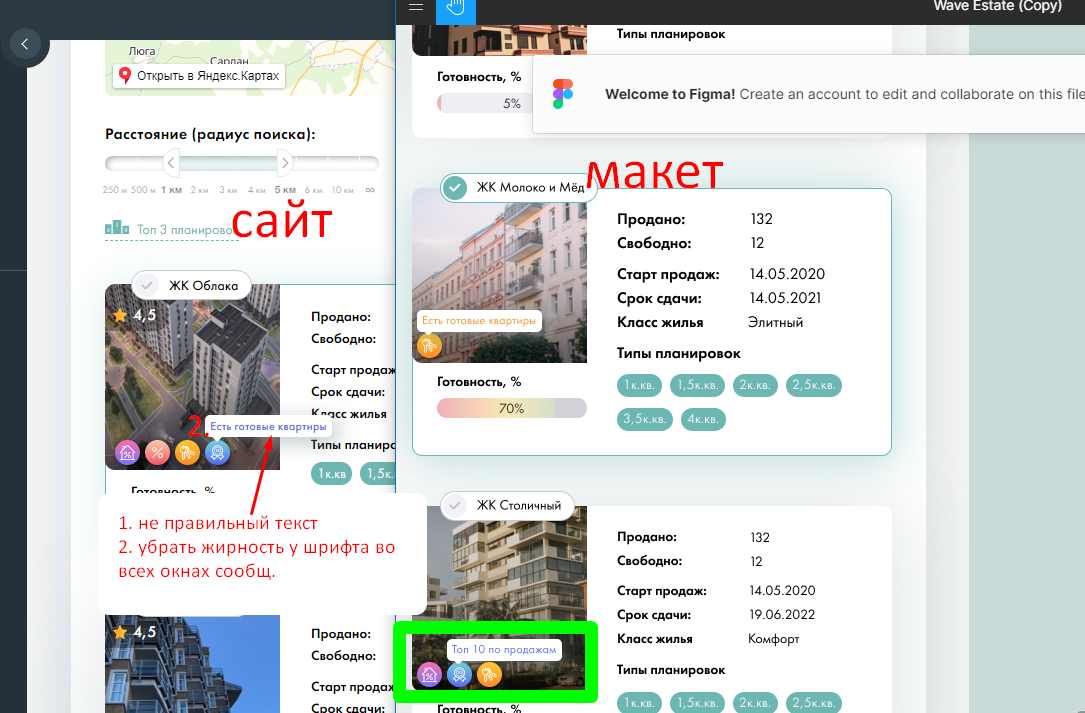 Wave Estate (Copy)
Люга
Сардан
Открыть в Яндекс.Картах
Расстояние (радиус поиска):
250 м 500 м 1 км 2 км 3 км 4 км 5 км 6 км 10 км ∞
Топ 3 планирово
сайт
ЖК Облака
4,5
Продано:
Свободно:
Старт продаж
Срок сдачи:
Класс жилья
Типы планиро
1к.кв
1,5к.
2.
Есть готовые квартиры
Готовность, %
1. не правильный текст
2. убрать жирность у шрифта во
всех окнах сообщ.
4,5
Продано:
Свободно:
Старт продаж
Срок сдачи:
Типы планировок
Готовность, %
5%
Welcome to Figma! Create an account to edit and collaborate on this file
макет
ЖК Молоко и Мёд
Продано: 132
Свободно: 12
Старт продаж: 14.05.2020
Срок сдачи: 14.05.2021
Класс жилья Элитный
Есть готовые квартиры
Типы планировок
Готовность, %
70%
1к.кв. 1,5к.кв. 2к.кв. 2,5к.кв.
3,5к.кв. 4к.кв.
ЖК Столичный
Продано: 132
Свободно: 12
Старт продаж: 14.05.2020
Срок сдачи: 19.06.2022
Класс жилья Комфорт
Топ 10 по продажам
Типы планировок
1к.кв. 1,5к.кв. 2к.кв. 2,5к.кв.
Готовность, %